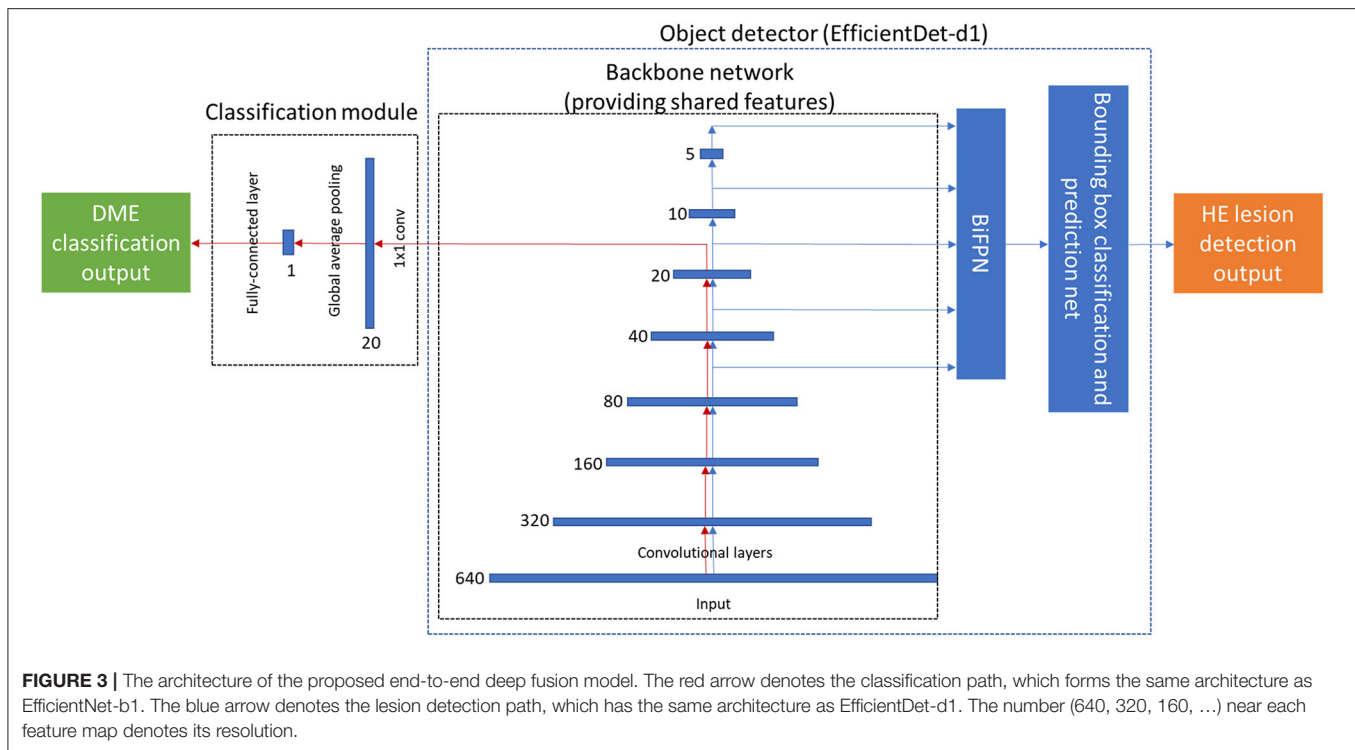 Object detector (EfficientDet-d1)
Backbone network
(providing shared features)
Classification module
DME
classification
output
Fully-connected layer
1
Global average pooling
20
1x1 conv
5
10
20
40
80
160
320
Convolutional layers
640
Input
BiFPN
Bounding box classification and
prediction net
HE lesion
detection
output
FIGURE 3 | The architecture of the proposed end-to-end deep fusion model. The red arrow denotes the classification path, which forms the same architecture as
EfficientNet-b1. The blue arrow denotes the lesion detection path, which has the same architecture as EfficientDet-d1. The number (640, 320, 160, …) near each
feature map denotes its resolution.